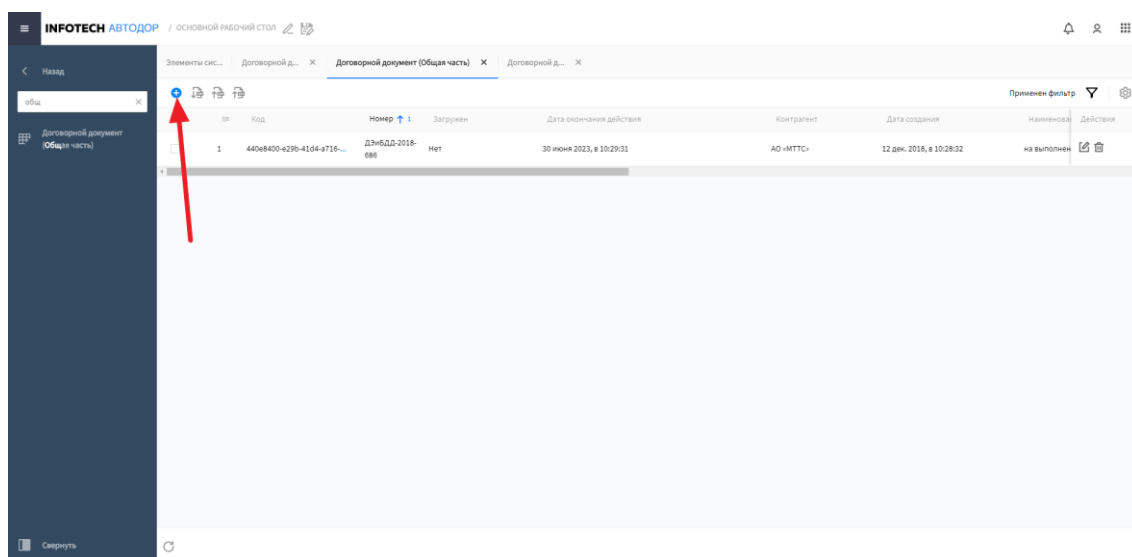 INFOTECH АВТОДОР / ОСНОВНОЙ РАБОЧИЙ СТОЛ
Назад
общ
Договорной документ
(Общая часть)
Свернуть
Элементы сис... Договорной д... Договорной документ (Общая часть) Договорной д...
Применен фильтр
Код Номер 1 Загружен Дата окончания действия Контрагент Дата создания Наименова Действия
1 440e8400-e29b-41d4-a716-... ДЭиБДД-2018-
686 Нет 30 июня 2023, в 10:29:31 АО «МТТС» 12 дек. 2018, в 10:28:32 на выполнен